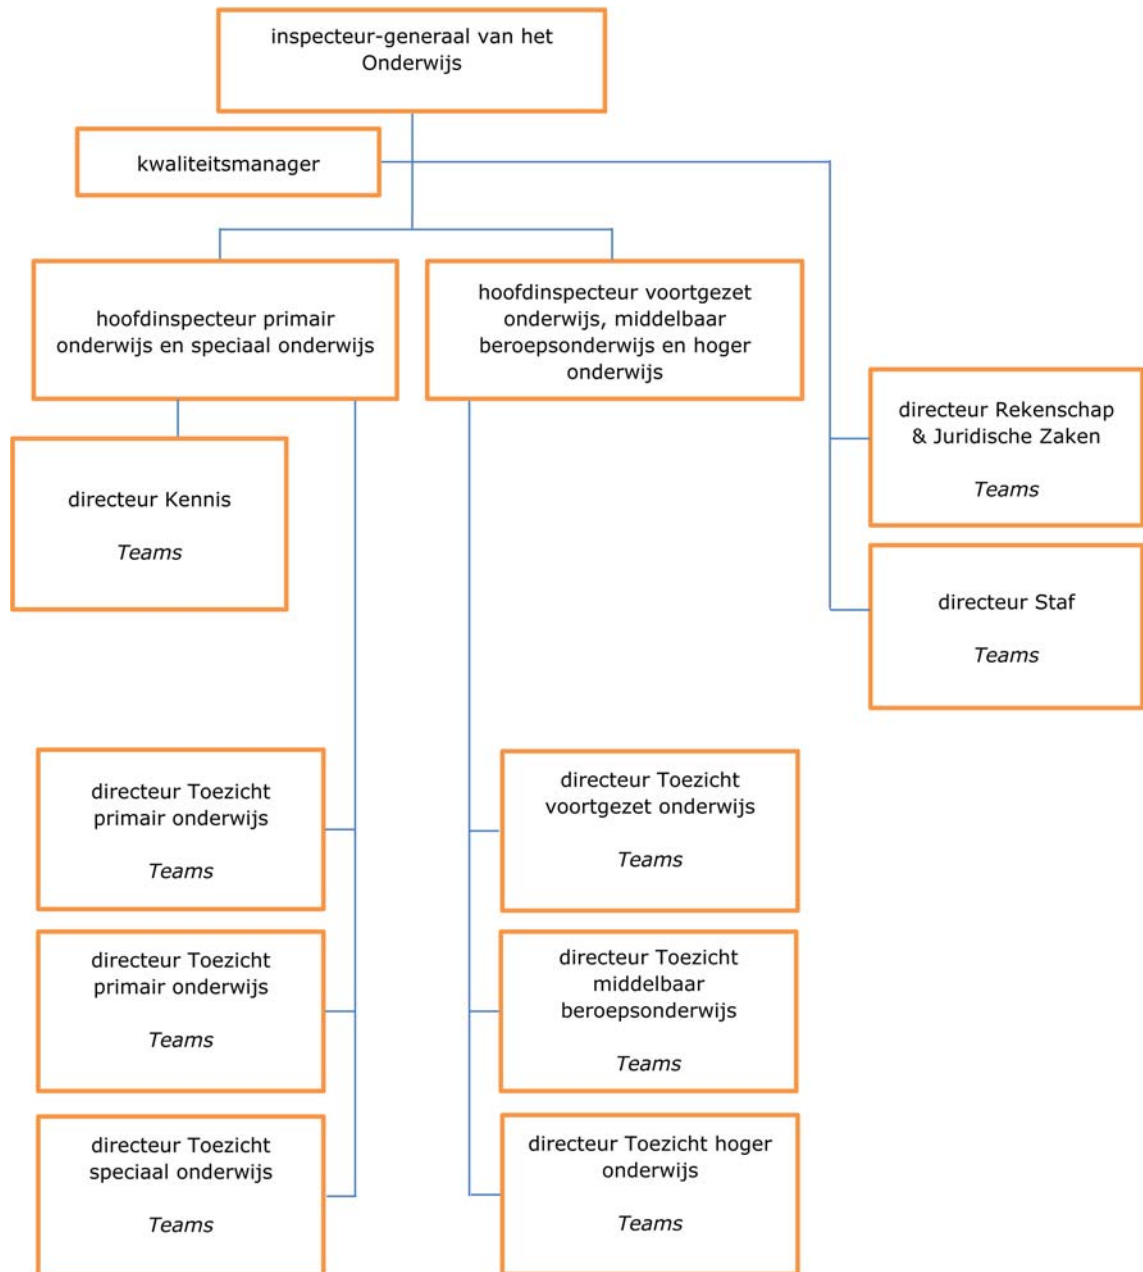 inspecteur-generaal van het
Onderwijs
kwaliteitsmanager
hoofdinspecteur primair
onderwijs en speciaal onderwijs
hoofdinspecteur voortgezet
onderwijs, middelbaar
beroepsonderwijs en hoger
onderwijs
directeur Rekenschap
& Juridische Zaken
Teams
directeur Kennis
Teams
directeur Staf
Teams
directeur Toezicht
primair onderwijs
Teams
directeur Toezicht
voortgezet onderwijs
Teams
directeur Toezicht
primair onderwijs
Teams
directeur Toezicht
middelbaar
beroepsonderwijs
Teams
directeur Toezicht
speciaal onderwijs
Teams
directeur Toezicht hoger
onderwijs
Teams